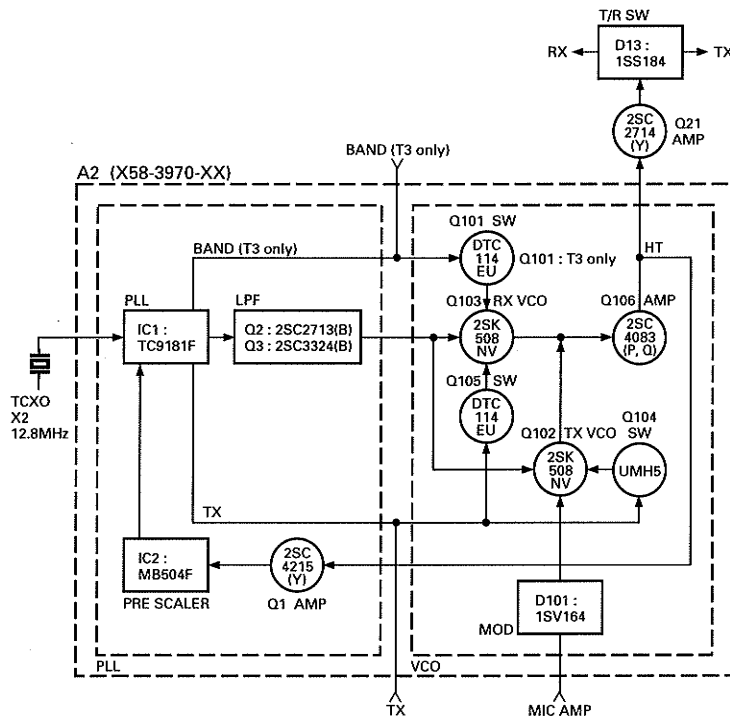 T/R SW
RX
D13 :
1SS184
TX
2SC
2714
(Y)
Q21
AMP
BAND (T3 only)
A2 (X58-3970-XX)
Q101 SW
BAND (T3 only)
DTC
114
EU
Q101 : T3 only
HT
PLL
LPF
Q103 RX VCO
Q106 AMP
IC1 :
TC9181F
Q2 : 2SC2713(B)
Q3 : 2SC3324(B)
2SK
508
NV
2SC
4083
(P, Q)
TCXO
X2
12.8MHz
Q105 SW
DTC
114
EU
Q102 TX VCO
Q104
SW
2SK
508
NV
UMH5
TX
IC2 :
MB504F
PRE SCALER
2SC
4215
(Y)
Q1 AMP
D101 :
1SV164
MOD
PLL
VCO
TX
MIC AMP